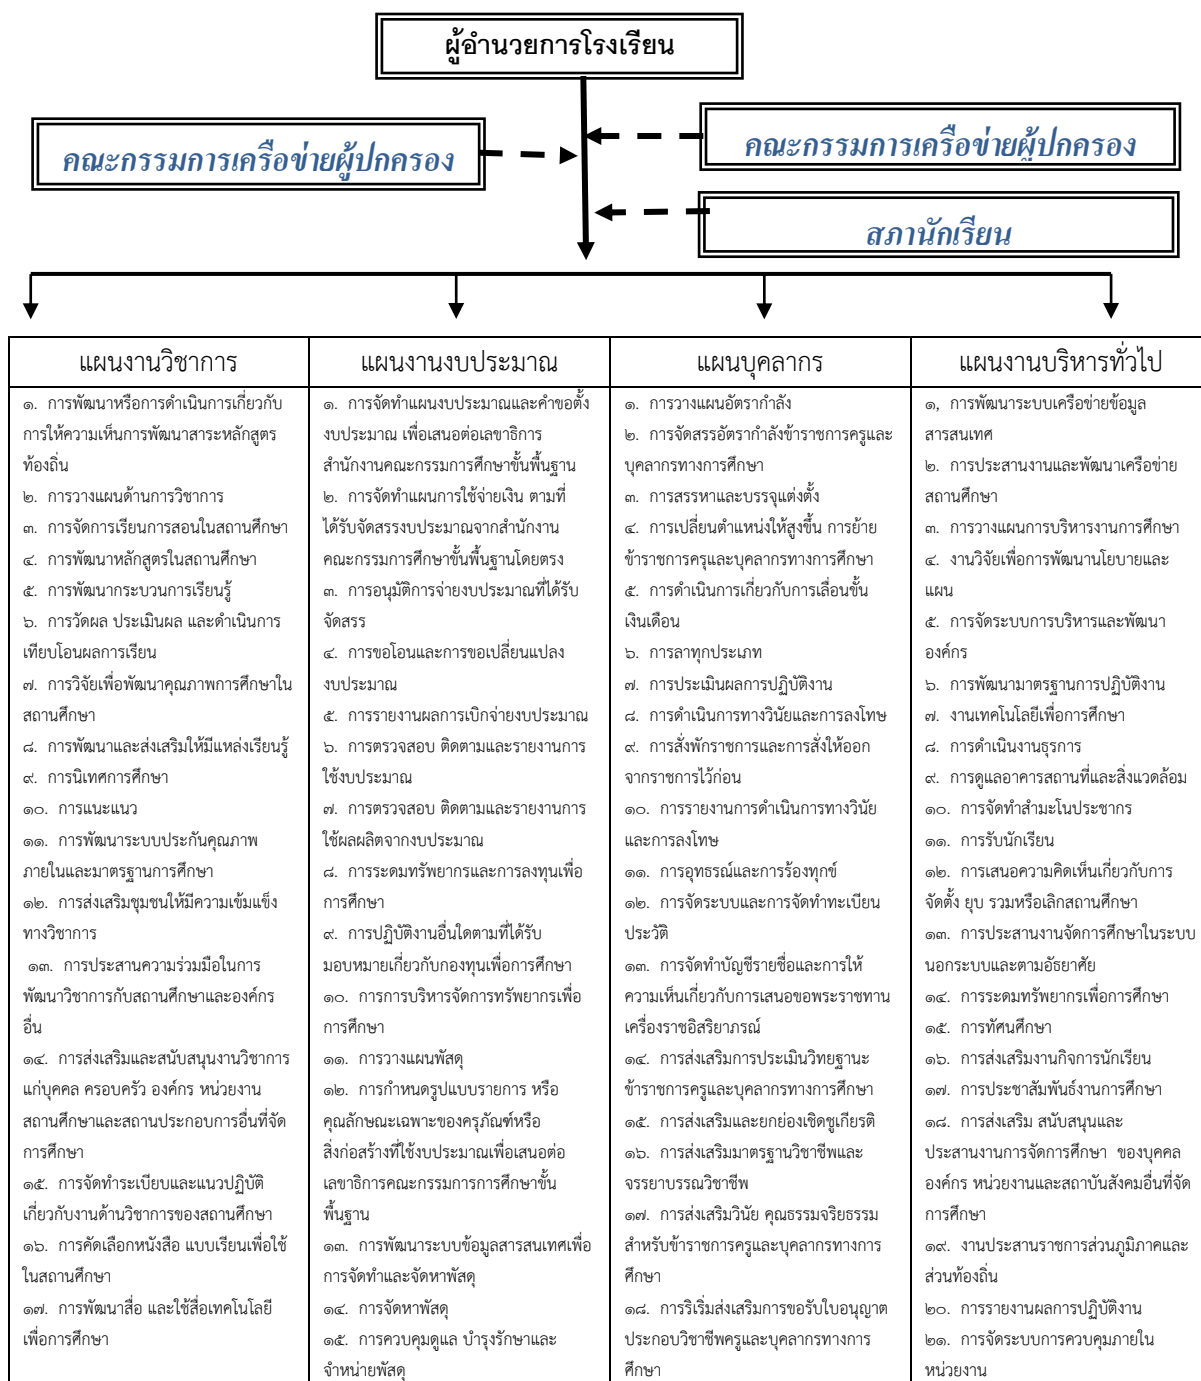 ผู้อำนวยการโรงเรียน
คณะกรรมการเครือข่ายผู้ปกครอง
คณะกรรมการเครือข่ายผู้ปกครอง
สภานักเรียน
แผนงานวิชาการ
๑. การพัฒนาหรือการดำเนินการเกี่ยวกับ
การให้ความเห็นการพัฒนาสาระหลักสูตร
ท้องถิ่น
๒. การวางแผนด้านการวิชาการ
๓. การจัดการเรียนการสอนในสถานศึกษา
๔. การพัฒนาหลักสูตรในสถานศึกษา
๕. การพัฒนากระบวนการเรียนรู้
๖. การวัดผล ประเมินผล และดำเนินการ
เทียบโอนผลการเรียน
๗. การวิจัยเพื่อพัฒนาคุณภาพการศึกษาใน
สถานศึกษา
๘. การพัฒนาและส่งเสริมให้มีแหล่งเรียนรู้
๙. การนิเทศการศึกษา
๑๐. การแนะแนว
๑๑. การพัฒนาระบบประกันคุณภาพ
ภายในและมาตรฐานการศึกษา
๑๒. การส่งเสริมชุมชนให้มีความเข้มแข็ง
ทางวิชาการ
๑๓. การประสานความร่วมมือในการ
พัฒนาวิชาการกับสถานศึกษาและองค์กร
อื่น
๑๔. การส่งเสริมและสนับสนุนงานวิชาการ
แก่บุคคล ครอบครัว องค์กร หน่วยงาน
สถานศึกษาและสถานประกอบการอื่นที่จัด
การศึกษา
๑๕. การจัดทำระเบียบและแนวปฏิบัติ
เกี่ยวกับงานด้านวิชาการของสถานศึกษา
๑๖. การคัดเลือกหนังสือ แบบเรียนเพื่อใช้
ในสถานศึกษา
๑๗. การพัฒนาสื่อ และใช้สื่อเทคโนโลยี
เพื่อการศึกษา
แผนงานงบประมาณ
๑. การจัดทำแผนงบประมาณและคำขอตั้ง
งบประมาณ เพื่อเสนอต่อเลขาธิการ
สำนักงานคณะกรรมการศึกษาขั้นพื้นฐาน
๒. การจัดทำแผนการใช้จ่ายเงิน ตามที่
ได้รับจัดสรรงบประมาณจากสำนักงาน
คณะกรรมการศึกษาขั้นพื้นฐานโดยตรง
๓. การอนุมัติการจ่ายงบประมาณที่ได้รับ
จัดสรร
๔. การขอโอนและการขอเปลี่ยนแปลง
งบประมาณ
๕. การรายงานผลการเบิกจ่ายงบประมาณ
๖. การตรวจสอบ ติดตามและรายงานการ
ใช้งบประมาณ
๗. การตรวจสอบ ติดตามและรายงานการ
ใช้ผลผลิตจากงบประมาณ
๘. การระดมทรัพยากรและการลงทุนเพื่อ
การศึกษา
๙. การปฏิบัติงานอื่นใดตามที่ได้รับ
มอบหมายเกี่ยวกับกองทุนเพื่อการศึกษา
๑๐. การการบริหารจัดการทรัพยากรเพื่อ
การศึกษา
๑๑. การวางแผนพัสดุ
๑๒. การกำหนดรูปแบบรายการ หรือ
คุณลักษณะเฉพาะของครุภัณฑ์หรือ
สิ่งก่อสร้างที่ใช้งบประมาณเพื่อเสนอต่อ
เลขาธิการคณะกรรมการการศึกษาขั้น
พื้นฐาน
๑๓. การพัฒนาระบบข้อมูลสารสนเทศเพื่อ
การจัดทำและจัดหาพัสดุ
๑๔. การจัดหาพัสดุ
๑๕. การควบคุมดูแล บำรุงรักษาและ
จำหน่ายพัสดุ
แผนบุคลากร
๑. การวางแผนอัตรากำลัง
๒. การจัดสรรอัตรากำลังข้าราชการครูและ
บุคลากรทางการศึกษา
๓. การสรรหาและบรรจุแต่งตั้ง
๔. การเปลี่ยนตำแหน่งให้สูงขึ้น การย้าย
ข้าราชการครูและบุคลากรทางการศึกษา
๕. การดำเนินการเกี่ยวกับการเลื่อนขั้น
เงินเดือน
๖. การลาทุกประเภท
๗. การประเมินผลการปฏิบัติงาน
๘. การดำเนินการทางวินัยและการลงโทษ
๙. การสั่งพักราชการและการสั่งให้ออก
จากราชการไว้ก่อน
๑๐. การรายงานการดำเนินการทางวินัย
และการลงโทษ
๑๑. การอุทธรณ์และการร้องทุกข์
๑๒. การจัดระบบและการจัดทำทะเบียน
ประวัติ
๑๓. การจัดทำบัญชีรายชื่อและการให้
ความเห็นเกี่ยวกับการเสนอขอพระราชทาน
เครื่องราชอิสริยาภรณ์
๑๔. การส่งเสริมการประเมินวิทยฐานะ
ข้าราชการครูและบุคลากรทางการศึกษา
๑๕. การส่งเสริมและยกย่องเชิดชูเกียรติ
๑๖. การส่งเสริมมาตรฐานวิชาชีพและ
จรรยาบรรณวิชาชีพ
๑๗. การส่งเสริมวินัย คุณธรรมจริยธรรม
สำหรับข้าราชการครูและบุคลากรทางการ
ศึกษา
๑๘. การริเริ่มส่งเสริมการขอรับใบอนุญาต
ประกอบวิชาชีพครูและบุคลากรทางการ
ศึกษา
แผนงานบริหารทั่วไป
๑, การพัฒนาระบบเครือข่ายข้อมูล
สารสนเทศ
๒. การประสานงานและพัฒนาเครือข่าย
สถานศึกษา
๓. การวางแผนการบริหารงานการศึกษา
๔. งานวิจัยเพื่อการพัฒนานโยบายและ
แผน
๕. การจัดระบบการบริหารและพัฒนา
องค์กร
๖. การพัฒนามาตรฐานการปฏิบัติงาน
๗. งานเทคโนโลยีเพื่อการศึกษา
๘. การดำเนินงานธุรการ
๙. การดูแลอาคารสถานที่และสิ่งแวดล้อม
๑๐. การจัดทำสำมะโนประชากร
๑๑. การรับนักเรียน
๑๒. การเสนอความคิดเห็นเกี่ยวกับการ
จัดตั้ง ยุบ รวมหรือเลิกสถานศึกษา
๑๓. การประสานงานจัดการศึกษาในระบบ
นอกระบบและตามอัธยาศัย
๑๔. การระดมทรัพยากรเพื่อการศึกษา
๑๕. การทัศนศึกษา
๑๖. การส่งเสริมงานกิจการนักเรียน
๑๗. การประชาสัมพันธ์งานการศึกษา
๑๘. การส่งเสริม สนับสนุนและ
ประสานงานการจัดการศึกษา ของบุคคล
องค์กร หน่วยงานและสถาบันสังคมอื่นที่จัด
การศึกษา
๑๙. งานประสานราชการส่วนภูมิภาคและ
ส่วนท้องถิ่น
๒๐. การรายงานผลการปฏิบัติงาน
๒๑. การจัดระบบการควบคุมภายใน
หน่วยงาน